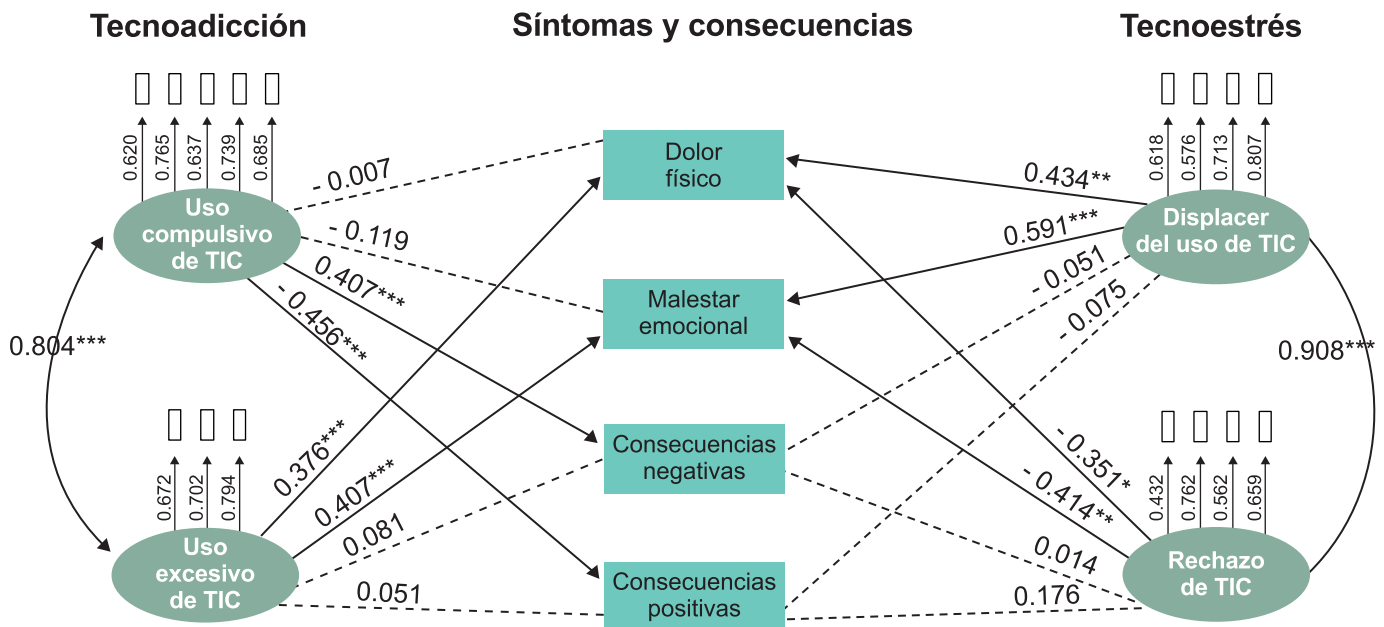 Tecnoadicción
Síntomas y consecuencias
Tecnoestrés
0.620
0.765
0.637
0.739
0.685
Uso
compulsivo
de TIC
- 0.007
- 0.119
0.407***
- 0.456***
0.804***
0.672
0.702
0.794
Uso
excesivo
de TIC
0.376***
0.407***
0.081
0.051
Dolor
físico
Malestar
emocional
Consecuencias
negativas
Consecuencias
positivas
0.618
0.576
0.713
0.807
Displacer
del uso de TIC
0.434**
0.591***
- 0.051
- 0.075
0.908***
0.432
0.762
0.562
0.659
Rechazo
de TIC
- 0.351*
- 0.414**
0.014
0.176